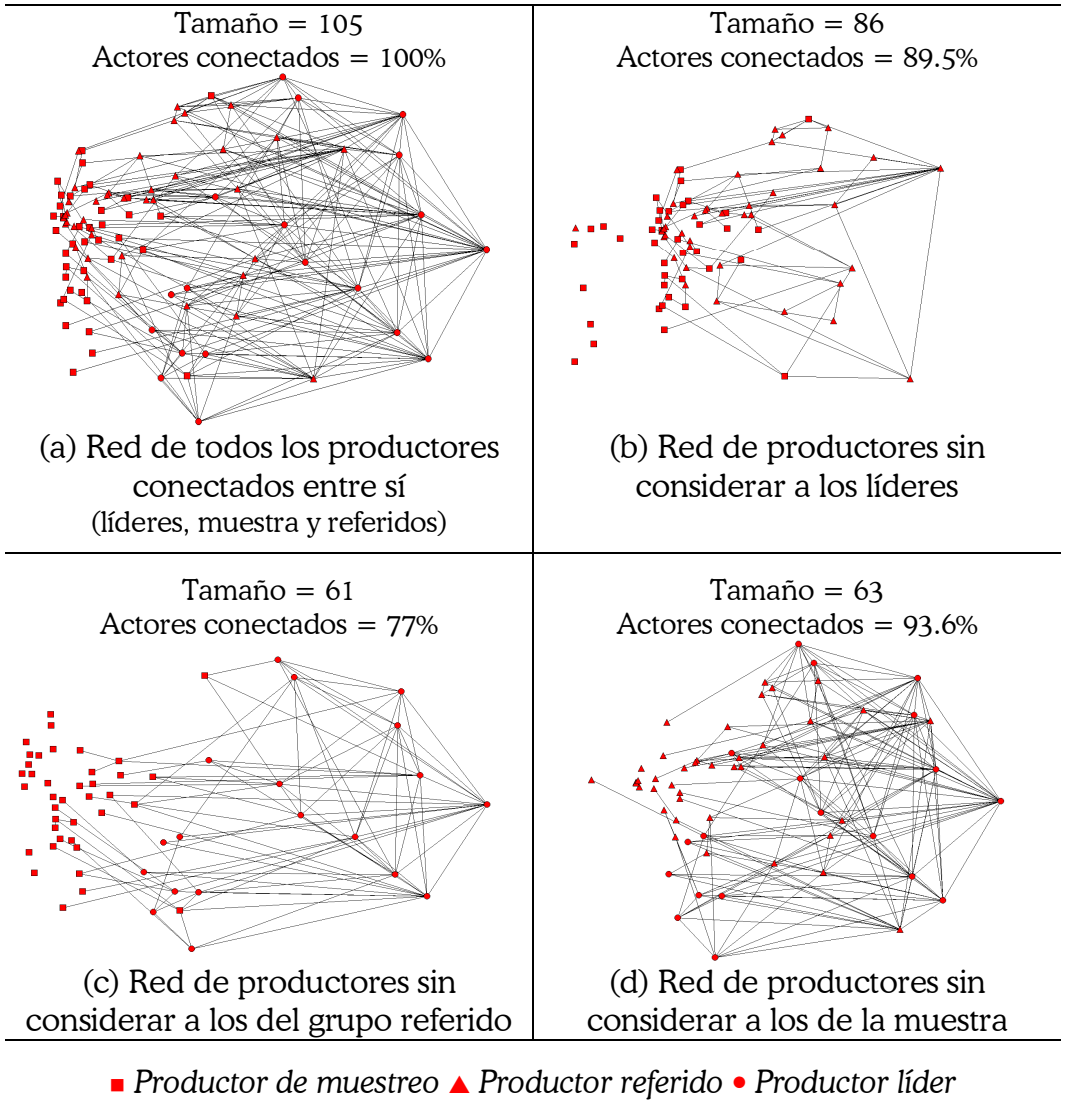 Tamaño = 105
Actores conectados = 100%
(a) Red de todos los productores
conectados entre sí
(líderes, muestra y referidos)
Tamaño = 86
Actores conectados = 89.5%
(b) Red de productores sin
considerar a los líderes
Tamaño = 61
Actores conectados = 77%
(c) Red de productores sin
considerar a los del grupo referido
Tamaño = 63
Actores conectados = 93.6%
(d) Red de productores sin
considerar a los de la muestra
Productor de muestreo Productor referido Productor líder